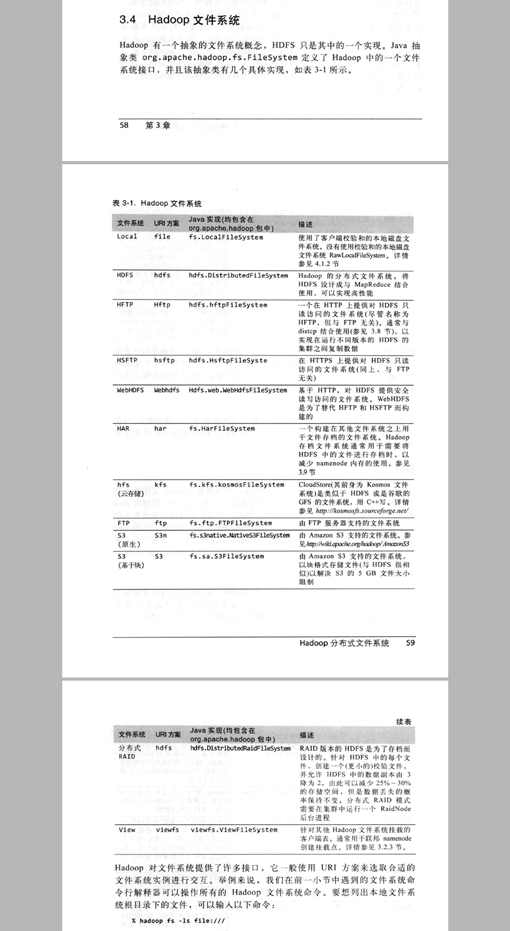 3.4 Hadoop 文件系统
Hadoop 有一个抽象的文件系统概念，HDFS 只是其中的一个实现。Java 抽
象类 org.apache.hadoop.fs.FileSystem 定义了 Hadoop 中的一个文件
系统接口，并且该抽象类有几个具体实现，如表 3-1 所示。
58 第 3 章
表 3-1. Hadoop 文件系统
文件系统 URI 方案 Java 实现(均包含在 org.apache.hadoop 包中) 描述
Local file fs.LocalFileSystem 使用了客户端校验和的本地磁盘文
件系统。没有使用校验和的本地磁盘
文件系统 RawLocalFileSystem。详情
参见 4.1.2 节
HDFS hdfs hdfs.DistributedFileSystem Hadoop 的分布式文件系统。将
HDFS 设计成与 MapReduce 结合
使用，可以实现高性能
HFTP Hftp hdfs.hftpFileSystem 一个在 HTTP 上提供对 HDFS 只
读访问的文件系统(尽管名称为
HFTP，但与 FTP 无关)。通常与
distcp 结合使用(参见 3.8 节)，以
实现在运行不同版本的 HDFS 的
集群之间复制数据
HSFTP hsftp hdfs.HsftpFileSyste 在 HTTPS 上提供对 HDFS 只读
访问的文件系统(同上，与 FTP
无关)
WebHDFS Webhdfs Hdfs.web.WebHdfsFileSystem 基于 HTTP，对 HDFS 提供安全
读写访问的文件系统。WebHDFS
是为了替代 HFTP 和 HSFTP 而构
建的
HAR har fs.HarFileSystem 一个构建在其他文件系统之上用
于文件存档的文件系统。Hadoop
存档文件系统通常用于需要将
HDFS 中的文件进行存档时，以
减少 namenode 内存的使用。参见
3.9 节
hfs kfs fs.kfs.kosmosFileSystem CloudStore(其前身为 Kosmos 文件
(云存储) 系统)是类似于 HDFS 或是谷歌的
GFS 的文件系统，用 C++写。详情
参见 http://kosmosfs.sourceforge.net/
FTP ftp fs.ftp.FTPFileSystem 由 FTP 服务器支持的文件系统
S3 S3n fs.s3native.NativeS3FileSystem 由 Amazon S3 支持的文件系统。参
(原生) 见http://wiki.apache.org/hadoop/AmazonS3
S3 S3 fs.sa.S3FileSystem 由 Amazon S3 支持的文件系统，
(基于块) 以块格式存储文件(与 HDFS 很相
似)以解决 S3 的 5 GB 文件大小
限制
Hadoop 分布式文件系统 59
续表
文件系统 URI 方案 Java 实现(均包含在 org.apache.hadoop 包中) 描述
分布式 hdfs hdfs.DistributedRaidFileSystem RAID 版本的 HDFS 是为了存档而
RAID 设计的。针对 HDFS 中的每个文
件，创建一个(更小的)校验文件，
并允许 HDFS 中的数据副本由 3
降为 2，由此可以减少 25%~30%
的存储空间，但是数据丢失的概
率保持不变。分布式 RAID 模式
需要在集群中运行一个 RaidNode
后台进程
View viewfs viewfs.ViewFileSystem 针对其他 Hadoop 文件系统挂载的
客户端表。通常用于联邦 namenode
创建挂载点。详情参见 3.2.3 节。
Hadoop 对文件系统提供了许多接口，它一般使用 URI 方案来选取合适的
文件系统实例进行交互。举例来说，我们在前一小节中遇到的文件系统命
令行解释器可以操作所有的 Hadoop 文件系统命令。要想列出本地文件系
统根目录下的文件，可以输入以下命令：
% hadoop fs -ls file:///